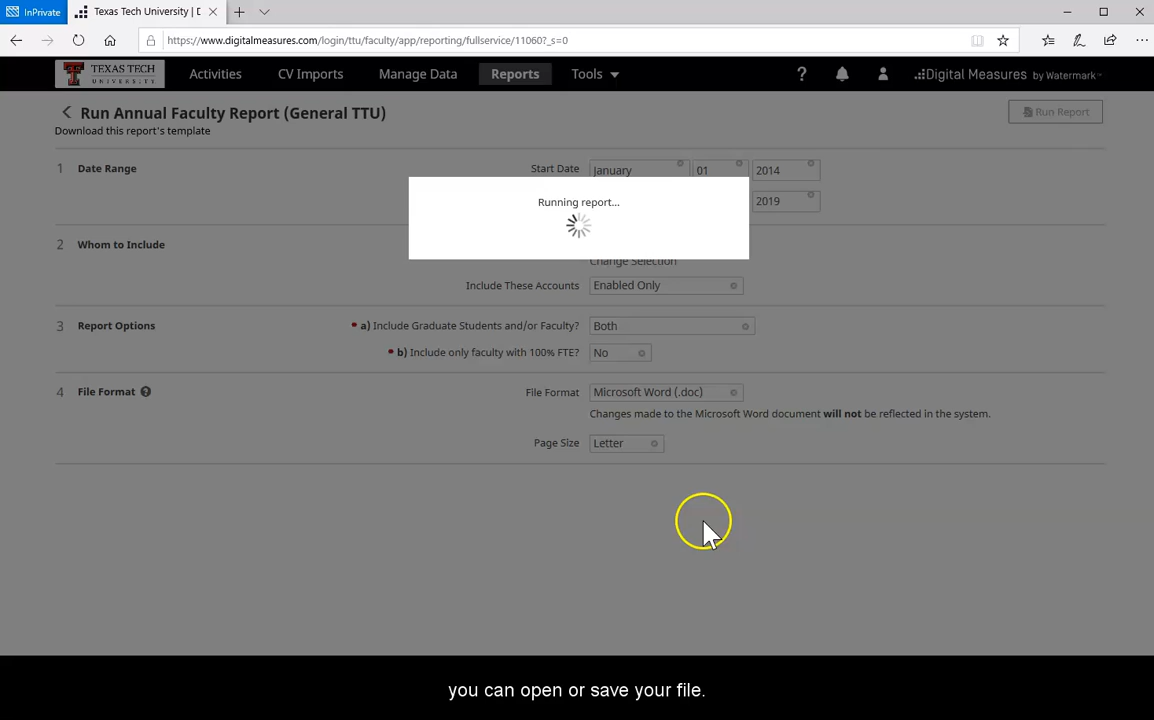 InPrivate
Texas Tech University | D
https://www.digitalmeasures.com/login/ttu/faculty/app/reporting/fullservice/11060?_s=0
TEXAS TECH
UNIVERSITY
Activities
CV Imports
Manage Data
Reports
Tools
?
Digital Measures by Watermark
Run Annual Faculty Report (General TTU)
Run Report
Download this report's template
1 Date Range
Start Date January 01 2014
2019
Running report...
2 Whom to Include
Change Selection
Include These Accounts Enabled Only
3 Report Options
• a) Include Graduate Students and/or Faculty? Both
• b) Include only faculty with 100% FTE? No
4 File Format ?
File Format Microsoft Word (.doc)
Changes made to the Microsoft Word document will not be reflected in the system.
Page Size Letter
you can open or save your file.